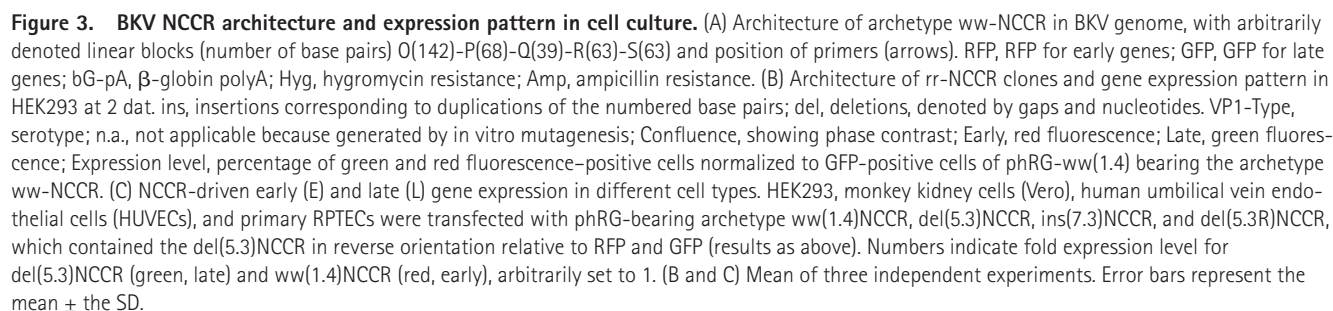 Figure 3. BKV NCCR architecture and expression pattern in cell culture. (A) Architecture of archetype ww-NCCR in BKV genome, with arbitrarily
denoted linear blocks (number of base pairs) O(142)-P(68)-Q(39)-R(63)-S(63) and position of primers (arrows). RFP, RFP for early genes; GFP, GFP for late
genes; bG-pA, β-globin polyA; Hyg, hygromycin resistance; Amp, ampicillin resistance. (B) Architecture of rr-NCCR clones and gene expression pattern in
HEK293 at 2 dat. ins, insertions corresponding to duplications of the numbered base pairs; del, deletions, denoted by gaps and nucleotides. VP1-Type,
serotype; n.a., not applicable because generated by in vitro mutagenesis; Confluence, showing phase contrast; Early, red fluorescence; Late, green fluores-
cence; Expression level, percentage of green and red fluorescence–positive cells normalized to GFP-positive cells of phRG-ww(1.4) bearing the archetype
ww-NCCR. (C) NCCR-driven early (E) and late (L) gene expression in different cell types. HEK293, monkey kidney cells (Vero), human umbilical vein endo-
thelial cells (HUVECs), and primary RPTECs were transfected with phRG-bearing archetype ww(1.4)NCCR, del(5.3)NCCR, ins(7.3)NCCR, and del(5.3R)NCCR,
which contained the del(5.3)NCCR in reverse orientation relative to RFP and GFP (results as above). Numbers indicate fold expression level for
del(5.3)NCCR (green, late) and ww(1.4)NCCR (red, early), arbitrarily set to 1. (B and C) Mean of three independent experiments. Error bars represent the
mean ± the SD.